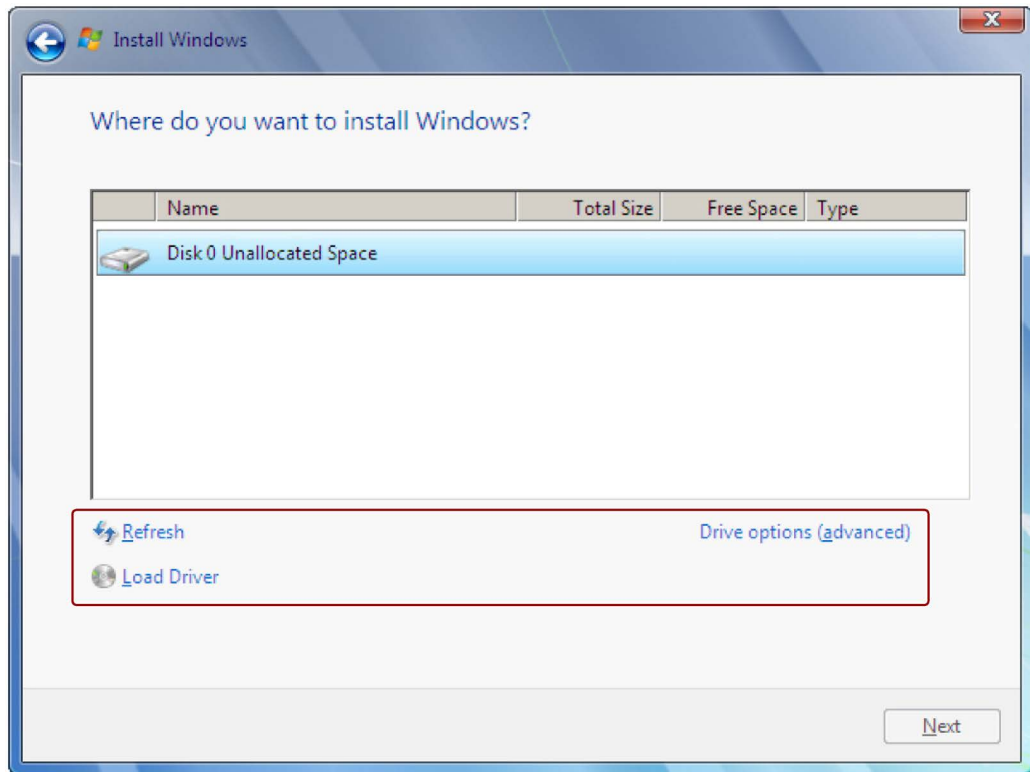 Install Windows
Where do you want to install Windows?
Name Total Size Free Space Type
Disk 0 Unallocated Space
Refresh Drive options (advanced)
Load Driver
Next